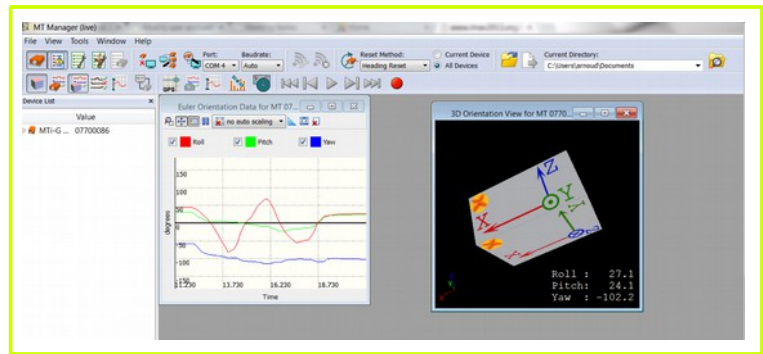 MT Manager (live)
File View Tools Window Help
Port: Baudrate: Reset Method: Current Device Current Directory:
COM 4 Auto Heading Reset All Devices C:\Users\arnoud\Documents
GPS
Device List
Value
MTi-G ... 07700086
Euler Orientation Data for MT 07...
no auto scaling
Roll Pitch Yaw
150
100
50
0
-50
-100
-150
11.230 13.730 16.230 18.730
degrees
Time
3D Orientation View for MT 0770...
Z
Y
X
Roll : 27.1
Pitch: 24.1
Yaw : -102.2